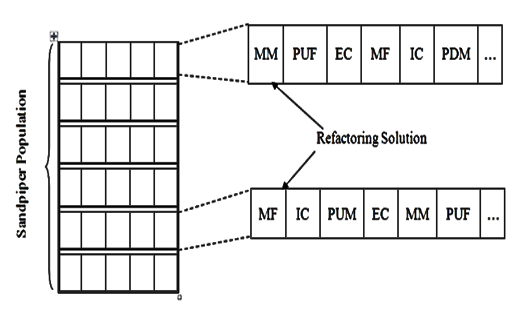 MM PUF EC MF IC PDM ...
Sandpiper Population
Refactoring Solution
MF IC PUM EC MM PUF ...